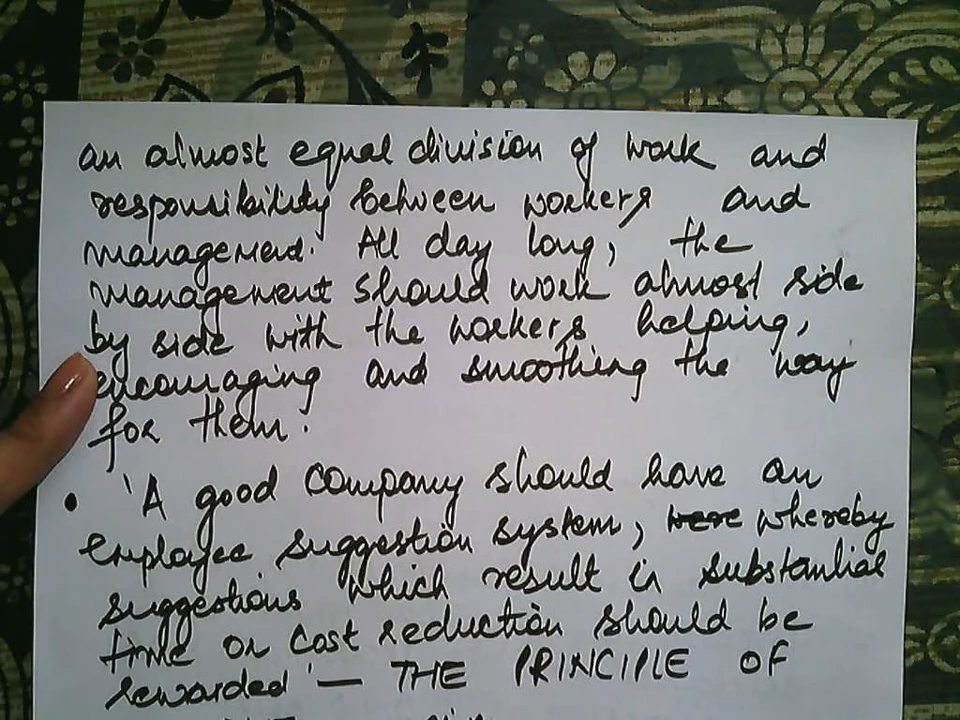 an almost equal division of work and
responsibility between workers and
management. All day long, the
management should work almost side
by side with the workers helping,
encouraging and smoothing the way
for them.
• 'A good company should have an
employee suggestion system, were whereby
suggestions which result in substantial
time or cost reduction should be
rewarded' — THE PRINCIPLE OF